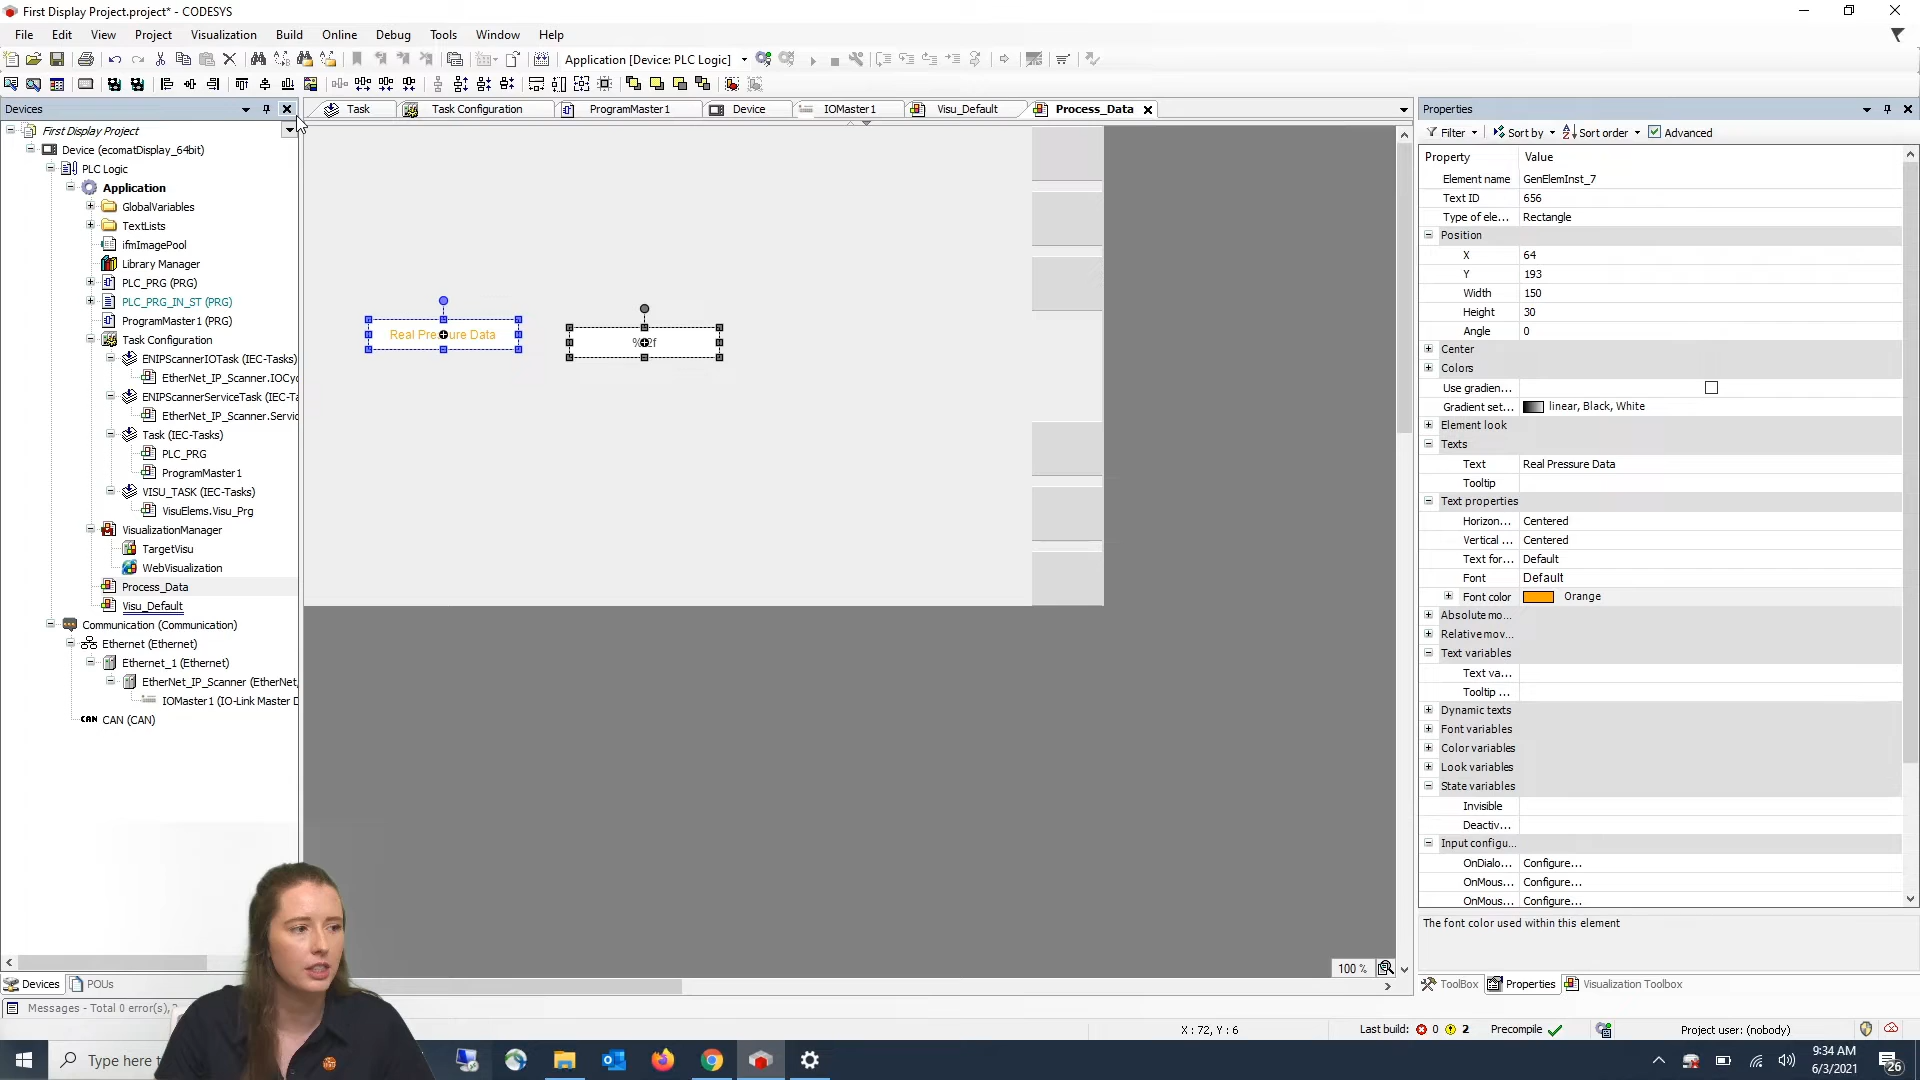 First Display Project.project* - CODESYS
File Edit View Project Visualization Build Online Debug Tools Window Help
Application [Device: PLC Logic]
Devices
Task
Task Configuration
ProgramMaster1
Device
IOMaster1
Visu_Default
Process_Data
Properties
First Display Project
Device (ecomatDisplay_64bit)
PLC Logic
Application
GlobalVariables
TextLists
ifmImagePool
Library Manager
PLC_PRG (PRG)
PLC_PRG_IN_ST (PRG)
ProgramMaster1 (PRG)
Task Configuration
ENIPScannerIOTask (IEC-Tasks)
EtherNet_IP_Scanner.IOCyc
ENIPScannerServiceTask (IEC-Ta
EtherNet_IP_Scanner.Servic
Task (IEC-Tasks)
PLC_PRG
ProgramMaster1
VISU_TASK (IEC-Tasks)
VisuElems.Visu_Prg
VisualizationManager
TargetVisu
WebVisualization
Process_Data
Visu_Default
Communication (Communication)
Ethernet (Ethernet)
Ethernet_1 (Ethernet)
EtherNet_IP_Scanner (EtherNet,
IOMaster1 (IO-Link Master D
CAN CAN (CAN)
Devices POUs
Messages - Total 0 error(s),
Real Pressure Data
100 %
Filter Sort by Sort order Advanced
Property Value
Element name GenElemInst_7
Text ID 656
Type of ele... Rectangle
Position
X 64
Y 193
Width 150
Height 30
Angle 0
Center
Colors
Use gradien...
Gradient set... linear, Black, White
Element look
Texts
Text Real Pressure Data
Tooltip
Text properties
Horizon... Centered
Vertical ... Centered
Text for... Default
Font Default
Font color Orange
Absolute mo...
Relative mov...
Text variables
Text va...
Tooltip ...
Dynamic texts
Font variables
Color variables
Look variables
State variables
Invisible
Deactiv...
Input configu...
OnDialo... Configure...
OnMous... Configure...
OnMous... Configure...
The font color used within this element
ToolBox Properties Visualization Toolbox
X : 72, Y : 6
Last build: 0 2 Precompile
Project user: (nobody)
Type here
9:34 AM
6/3/2021
26